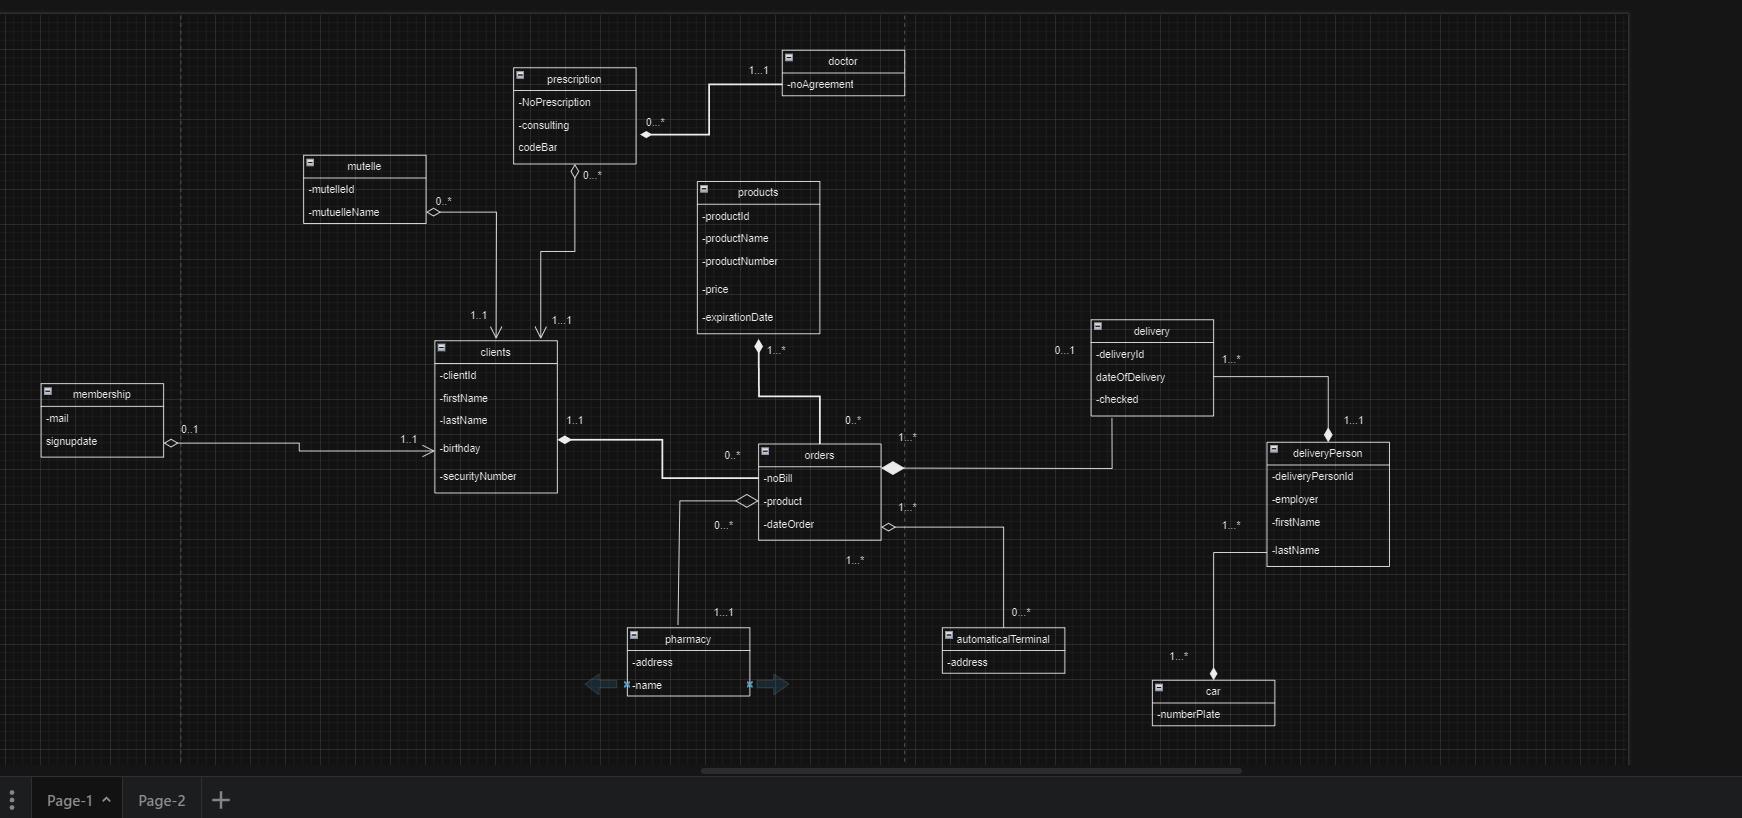 doctor
-noAgreement
1...1
prescription
-NoPrescription
-consulting
codeBar
0...*
0...*
mutelle
-mutelleId
-mutuelleName
0..*
1..1
1...1
products
-productId
-productName
-productNumber
-price
-expirationDate
1...*
clients
-clientId
-firstName
-lastName
-birthday
-securityNumber
membership
-mail
signupdate
0..1
1..1
1..1
0..*
0..*
1...*
orders
-noBill
-product
-dateOrder
0...*
1...*
1...*
delivery
-deliveryId
dateOfDelivery
-checked
0...1
1...*
1...1
deliveryPerson
-deliveryPersonId
-employer
-firstName
-lastName
1...*
1...*
1...1
pharmacy
-address
-name
0...*
automaticalTerminal
-address
car
-numberPlate
Page-1
Page-2